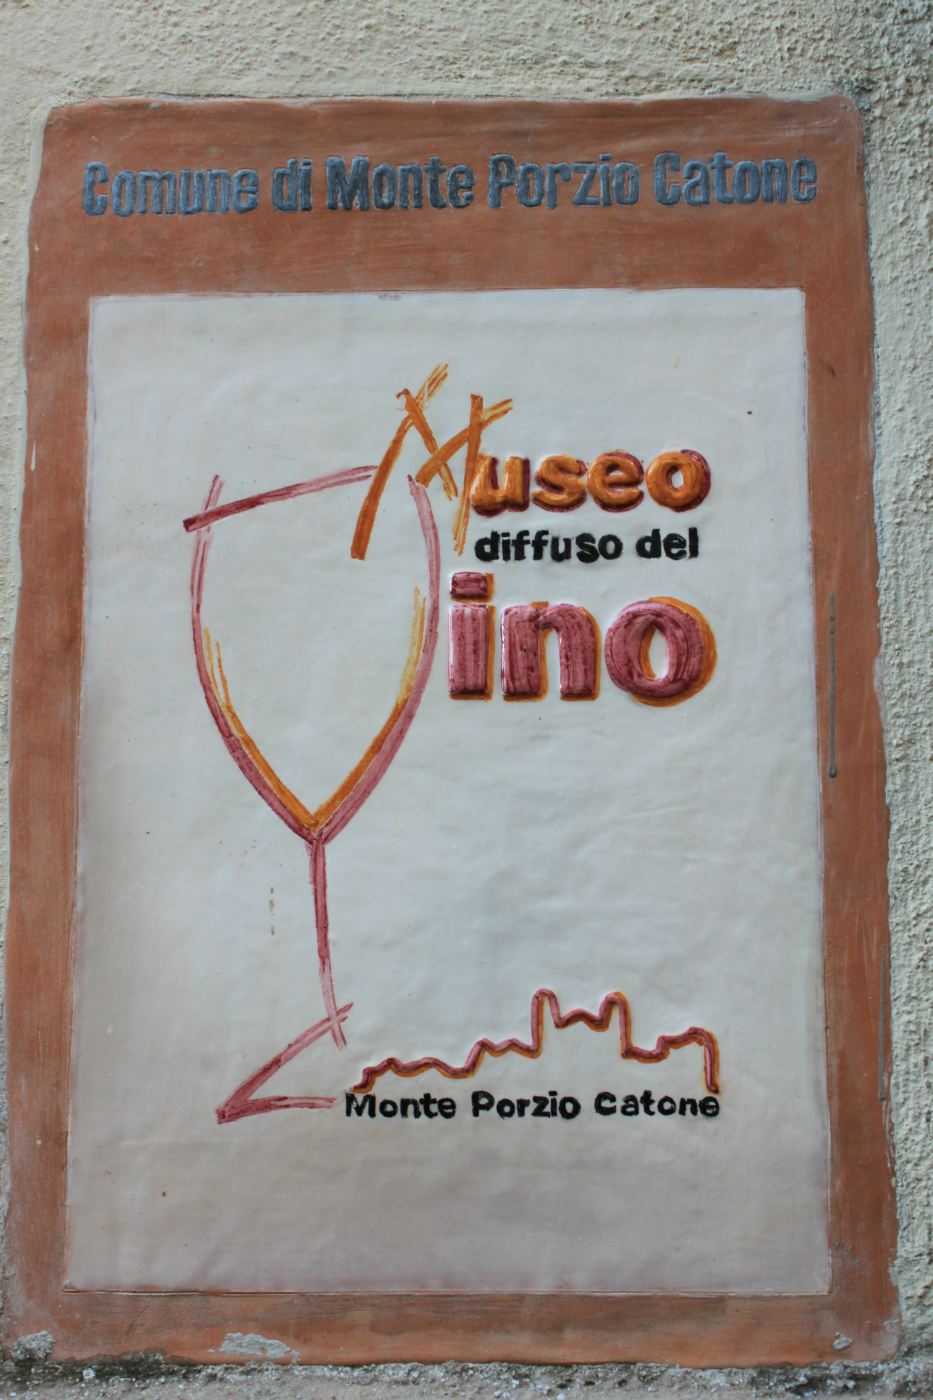 Comune di Monte Porzio Catone
Museo
diffuso del
Vino
Monte Porzio Catone